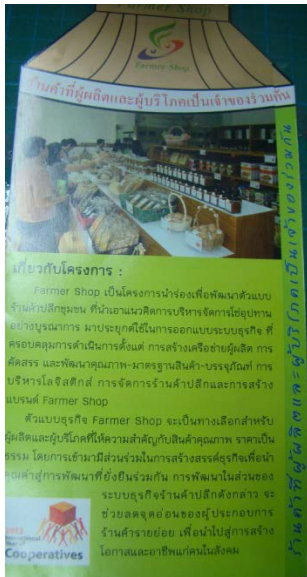 Farmer Shop
Farmer Shop
ร้านค้าที่ผู้ผลิตและผู้บริโภคเป็นเจ้าของร่วมกัน
เกี่ยวกับโครงการ :
Farmer Shop เป็นโครงการนำร่องเพื่อพัฒนาตัวแบบ
ร้านค้าปลีกชุมชน ที่นำเอาแนวคิดการบริหารจัดการโซ่อุปทาน
อย่างบูรณาการ มาประยุกต์ใช้ในการออกแบบระบบธุรกิจ ที่
ครอบคลุมการดำเนินการตั้งแต่ การสร้างเครือข่ายผู้ผลิต การ
คัดสรร และพัฒนาคุณภาพ-มาตรฐานสินค้า-บรรจุภัณฑ์ การ
บริหารโลจิสติกส์ การจัดการร้านค้าปลีกและการสร้าง
แบรนด์ Farmer Shop
ตัวแบบธุรกิจ Farmer Shop จะเป็นทางเลือกสำหรับ
ผู้ผลิตและผู้บริโภคที่ให้ความสำคัญกับสินค้าคุณภาพ ราคาเป็น
ธรรม โดยการเข้ามามีส่วนร่วมในการสร้างสรรค์ธุรกิจเพื่อนำ
คุณค่าสู่การพัฒนาที่ยั่งยืนร่วมกัน การพัฒนาในส่วนของ
ระบบธุรกิจร้านค้าปลีกดังกล่าว จะ
ช่วยลดจุดอ่อนของผู้ประกอบการ
ร้านค้ารายย่อย เพื่อนำไปสู่การสร้าง
โอกาสและอาชีพแก่คนในสังคม
2012
International
Year of
Cooperatives
ร้านค้าที่ผู้ผลิตและผู้บริโภคเป็นเจ้าของร่วมกัน